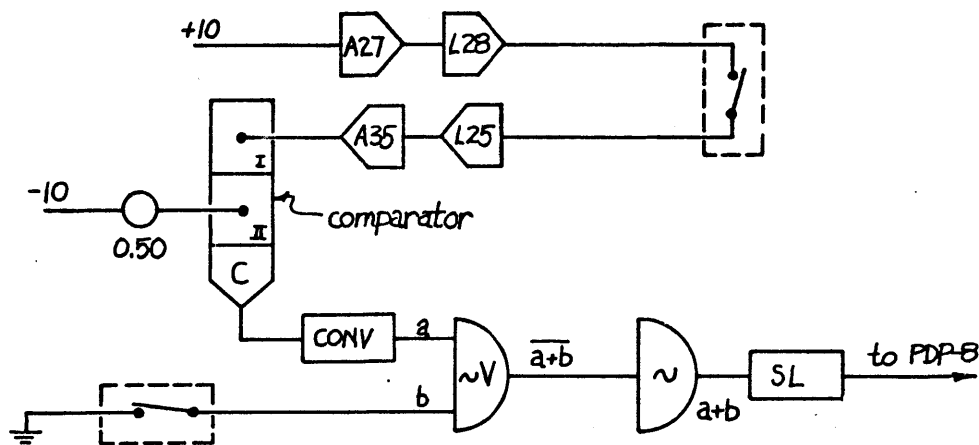 +10
A27
L28
A35
L25
I
-10
II
comparator
0.50
C
CONV
a
~V
a+b
~
SL
to PDP-8
a+b
b